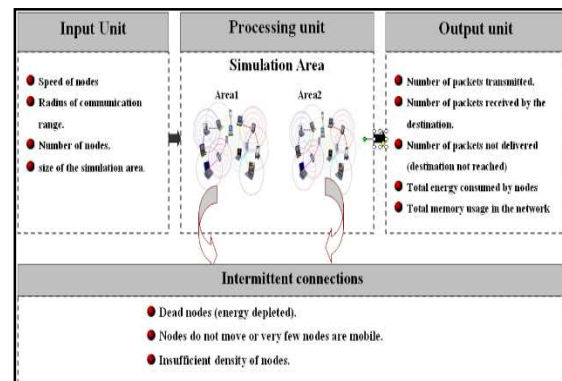 Input Unit
Speed of nodes
Radius of communication
range.
Number of nodes.
size of the simulation area.
Processing unit
Simulation Area
Area1 Area2
Output unit
Number of packets transmitted.
Number of packets received by the
destination.
Number of packets not delivered
(destination not reached)
Total energy consumed by nodes
Total memory usage in the network
Intermittent connections
Dead nodes (energy depleted).
Nodes do not move or very few nodes are mobile.
Insufficient density of nodes.